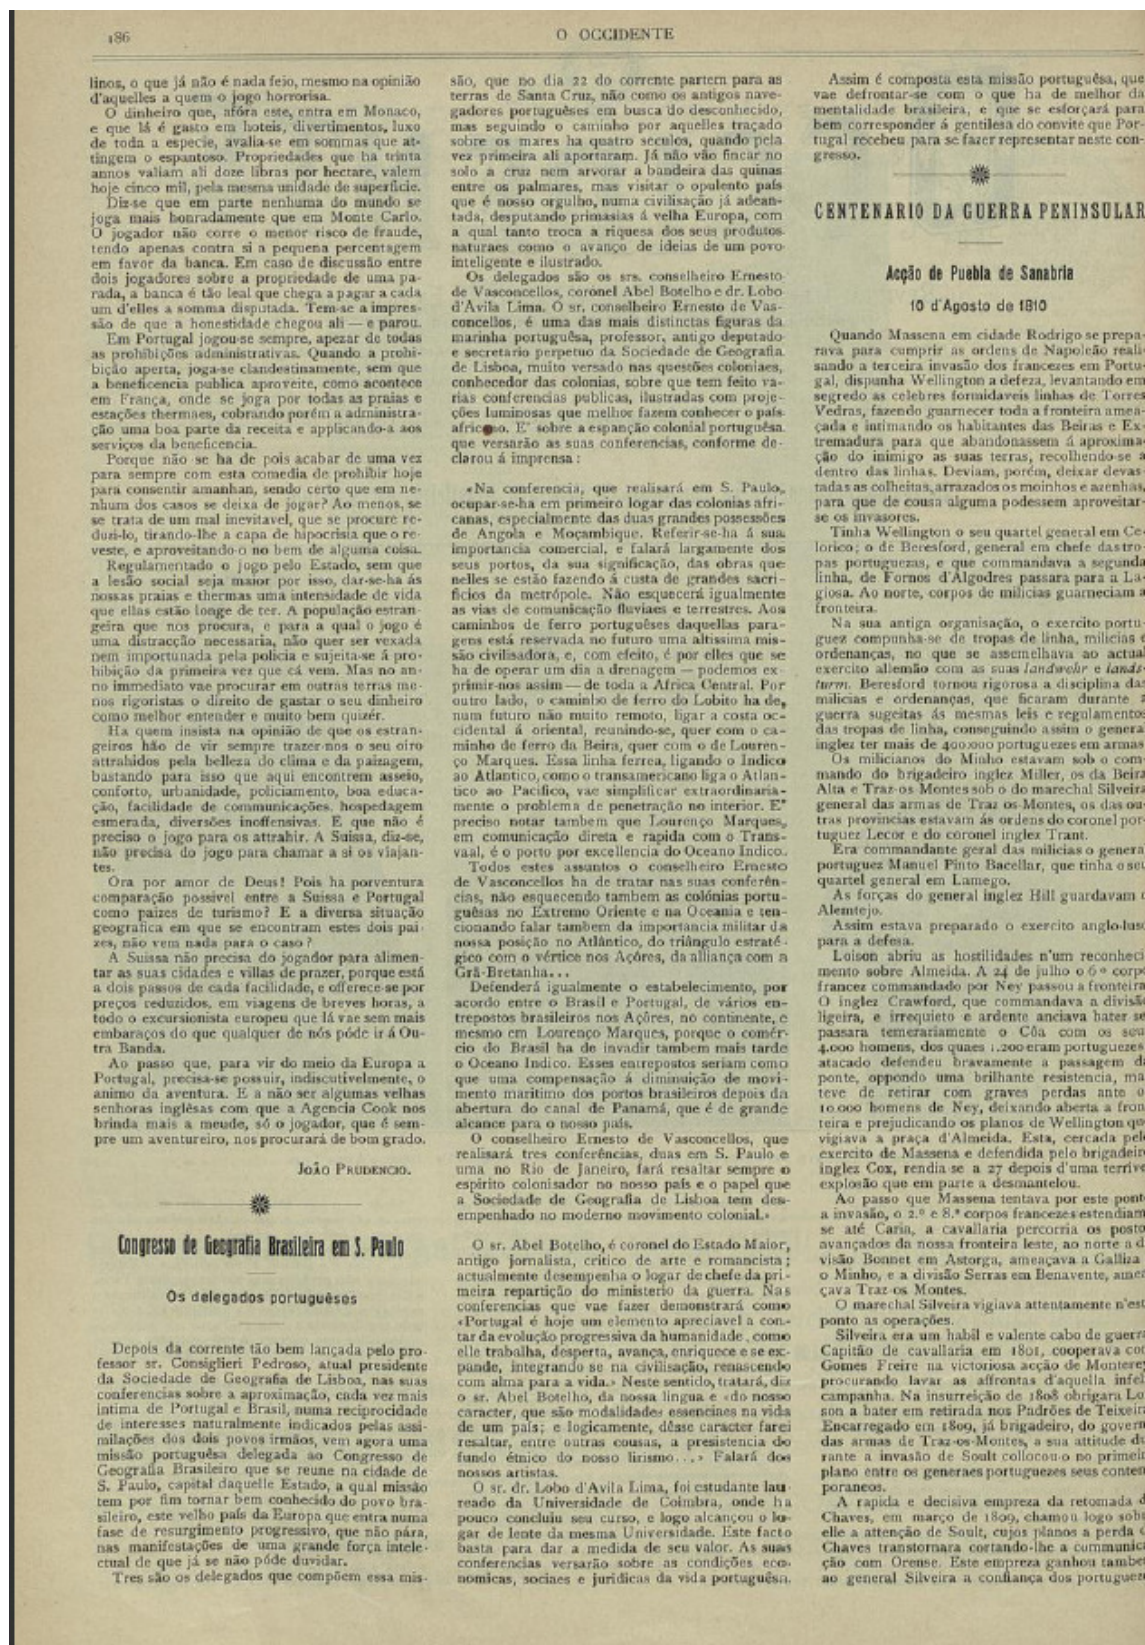 186
O OCCIDENTE
linos, o que já não é nada feio, mesmo na opinião
d'aquelles a quem o jogo horrorisa.
O dinheiro que, afóra este, entra em Monaco,
e que lá é gasto em hoteis, divertimentos, luxo
de toda a especie, avalia-se em sommas que at-
tingem o espantoso. Propriedades que ha trinta
annos valiam ali doze libras por hectare, valem
hoje cinco mil, pela mesma unidade de superficie.
Diz-se que em parte nenhuma do mundo se
joga mais honradamente que em Monte Carlo.
O jogador não corre o menor risco de fraude,
tendo apenas contra si a pequena percentagem
em favor da banca. Em caso de discussão entre
dois jogadores sobre a propriedade de uma pa-
rada, a banca é tão leal que chega a pagar a cada
um d'elles a somma disputada. Tem-se a impres-
são de que a honestidade chegou ali — e parou.
Em Portugal jogou-se sempre, apezar de todas
as prohibições administrativas. Quando a prohi-
bição aperta, joga-se clandestinamente, sem que
a beneficencia publica aproveite, como acontece
em França, onde se joga por todas as praias e
estações thermaes, cobrando porém a administra-
ção uma boa parte da receita e applicando-a aos
serviços da beneficencia.
Porque não se ha de pois acabar de uma vez
para sempre com esta comedia de prohibir hoje
para consentir amanhan, sendo certo que em ne-
nhum dos casos se deixa de jogar? Ao menos, se
se trata de um mal inevitavel, que se procure re-
duzi-lo, tirando-lhe a capa de hipocrisia que o re-
veste, e aproveitando-o no bem de alguma coisa.
Regulamentado o jogo pelo Estado, sem que
a lesão social seja maior por isso, dar-se-ha ás
nossas praias e thermas uma intensidade de vida
que ellas estão longe de ter. A população estran-
geira que nos procura, e para a qual o jogo é
uma distracção necessaria, não quer ser vexada
nem importunada pela policia e sujeita-se á pro-
hibição da primeira vez que cá vem. Mas no an-
no immediato vae procurar em outras terras me-
nos rigoristas o direito de gastar o seu dinheiro
como melhor entender e muito bem quizér.
Ha quem insista na opinião de que os estran-
geiros hão de vir sempre trazer-nos o seu oiro
attrahidos pela belleza do clima e da paizagem,
bastando para isso que aqui encontrem asseio,
conforto, urbanidade, policiamento, boa educa-
ção, facilidade de communicações, hospedagem
esmerada, diversões inoffensivas. E que não é
preciso o jogo para os attrahir. A Suissa, diz-se,
não precisa do jogo para chamar a si os viajan-
tes.
Ora por amor de Deus! Pois ha porventura
comparação possivel entre a Suissa e Portugal
como paizes de turismo? E a diversa situação
geografica em que se encontram estes dois pai-
zes, não vem nada para o caso?
A Suissa não precisa do jogador para alimen-
tar as suas cidades e villas de prazer, porque está
a dois passos de cada facilidade, e offerece-se por
preços reduzidos, em viagens de breves horas, a
todo o excursionista europeu que lá vae sem mais
embaraços do que qualquer de nós póde ir á Ou-
tra Banda.
Ao passo que, para vir do meio da Europa a
Portugal, precisa-se possuir, indiscutivelmente, o
animo da aventura. E a não ser algumas velhas
senhoras inglêsas com que a Agencia Cook nos
brinda mais a meude, só o jogador, que é sem-
pre um aventureiro, nos procurará de bom grado.
João Prudencio.
Congresso de Geografia Brasileira em S. Paulo
Os delegados portuguêses
Depois da corrente tão bem lançada pelo pro-
fessor sr. Consiglieri Pedroso, atual presidente
da Sociedade de Geografia de Lisboa, nas suas
conferencias sobre a aproximação, cada vez mais
intima de Portugal e Brasil, numa reciprocidade
de interesses naturalmente indicados pelas assi-
milações dos dois povos irmãos, vem agora uma
missão portuguêsa delegada ao Congresso de
Geografia Brasileiro que se reune na cidade de
S. Paulo, capital daquelle Estado, a qual missão
tem por fim tornar bem conhecido do povo bra-
sileiro, este velho país da Europa que entra numa
fase de resurgimento progressivo, que não pára,
nas manifestações de uma grande força intele-
ctual de que já se não póde duvidar.
Tres são os delegados que compõem essa mis-
são, que no dia 22 do corrente partem para as
terras de Santa Cruz, não como os antigos nave-
gadores portuguêses em busca do desconhecido,
mas seguindo o caminho por aquelles traçado
sobre os mares ha quatro seculos, quando pela
vez primeira ali aportaram. Já não vão fincar no
solo a cruz nem arvorar a bandeira das quinas
entre os palmares, mas visitar o opulento país
que é nosso orgulho, numa civilisação já adean-
tada, desputando primasias á velha Europa, com
a qual tanto troca a riquesa dos seus produtos
naturaes como o avanço de ideias de um povo
inteligente e ilustrado.
Os delegados são os srs. conselheiro Ernesto
de Vasconcellos, coronel Abel Botelho e dr. Lobo
d'Avila Lima. O sr. conselheiro Ernesto de Vas-
concellos, é uma das mais distinctas figuras da
marinha portuguêsa, professor, antigo deputado
e secretario perpetuo da Sociedade de Geografia
de Lisboa, muito versado nas questões coloniaes,
conhecedor das colonias, sobre que tem feito va-
rias conferencias publicas, ilustradas com proje-
ções luminosas que melhor fazem conhecer o país
africano. E' sobre a espanção colonial portuguêsa
que versarão as suas conferencias, conforme de-
clarou á imprensa:
«Na conferencia, que realisará em S. Paulo,
ocupar-se-ha em primeiro logar das colonias afri-
canas, especialmente das duas grandes possessões
de Angola e Moçambique. Referir-se-ha á sua
importancia comercial, e falará largamente dos
seus portos, da sua significação, das obras que
nelles se estão fazendo á custa de grandes sacri-
ficios da metrópole. Não esquecerá igualmente
as vias de comunicação fluviaes e terrestres. Aos
caminhos de ferro portuguêses daquellas para-
gens está reservada no futuro uma altissima mis-
são civilisadora, e, com efeito, é por elles que se
ha de operar um dia a drenagem — podemos ex-
primir-nos assim — de toda a Africa Central. Por
outro lado, o caminho de ferro do Lobito ha de,
num futuro não muito remoto, ligar a costa oc-
cidental á oriental, reunindo-se, quer com o ca-
minho de ferro da Beira, quer com o de Louren-
ço Marques. Essa linha ferrea, ligando o Indico
ao Atlantico, como o transamericano liga o Atlan-
tico ao Pacifico, vae simplificar extraordinaria-
mente o problema de penetração no interior. E'
preciso notar tambem que Lourenço Marques,
em comunicação direta e rapida com o Trans-
vaal, é o porto por excellencia do Oceano Indico.
Todos estes assuntos o conselheiro Ernesto
de Vasconcellos ha de tratar nas suas conferên-
cias, não esquecendo tambem as colónias portu-
guêsas no Extremo Oriente e na Oceania e ten-
cionando falar tambem da importancia militar da
nossa posição no Atlântico, do triângulo estraté-
gico com o vértice nos Açôres, da alliança com a
Grã-Bretanha...
Defenderá igualmente o estabelecimento, por
acordo entre o Brasil e Portugal, de vários en-
trepostos brasileiros nos Açôres, no continente, e
mesmo em Lourenço Marques, porque o comér-
cio do Brasil ha de invadir tambem mais tarde
o Oceano Indico. Esses entrepostos seriam como
que uma compensação á diminuição de movi-
mento maritimo dos portos brasileiros depois da
abertura do canal de Panamá, que é de grande
alcance para o nosso país.
O conselheiro Ernesto de Vasconcellos, que
realisará tres conferências, duas em S. Paulo e
uma no Rio de Janeiro, fará resaltar sempre o
espirito colonisador no nosso país e o papel que
a Sociedade de Geografia de Lisboa tem des-
empenhado no moderno movimento colonial.»
O sr. Abel Botelho, é coronel do Estado Maior,
antigo jornalista, critico de arte e romancista;
actualmente desempenha o logar de chefe da pri-
meira repartição do ministerio da guerra. Nas
conferencias que vae fazer demonstrará como
«Portugal é hoje um elemento apreciavel a con-
tar da evolução progressiva da humanidade, como
elle trabalha, desperta, avança, enriquece e se ex-
pande, integrando se na civilisação, renascendo
com alma para a vida.» Neste sentido, tratará, diz
o sr. Abel Botelho, da nossa lingua e «do nosso
caracter, que são modalidades essenciaes na vida
de um país; e logicamente, dêsse caracter farei
resaltar, entre outras cousas, a presistencia do
fundo étnico do nosso lirismo...» Falará dos
nossos artistas.
O sr. dr. Lobo d'Avila Lima, foi estudante lau-
reado da Universidade de Coimbra, onde ha
pouco concluiu seu curso, e logo alcançou o lo-
gar de lente da mesma Universidade. Este facto
basta para dar a medida de seu valor. As suas
conferencias versarão sobre as condições eco-
nomicas, sociaes e juridicas da vida portuguêsa.
Assim é composta esta missão portuguêsa, que
vae defrontar-se com o que ha de melhor da
mentalidade brasileira, e que se esforçará para
bem corresponder á gentilesa do convite que Por-
tugal recebeu para se fazer representar neste con-
gresso.
CENTENARIO DA GUERRA PENINSULAR
Acção de Puebla de Sanabria
10 d'Agosto de 1810
Quando Massena em cidade Rodrigo se prepa-
rava para cumprir as ordens de Napoleão reali-
sando a terceira invasão dos francezes em Portu-
gal, dispunha Wellington a defeza, levantando em
segredo as celebres formidaveis linhas de Torres
Vedras, fazendo guarnecer toda a fronteira amea-
çada e intimando os habitantes das Beiras e Ex-
tremadura para que abandonassem á aproxima-
ção do inimigo as suas terras, recolhendo-se a
dentro das linhas. Deviam, porém, deixar devas-
tadas as colheitas, arrazados os moinhos e azenhas,
para que de cousa alguma podessem aproveitar-
se os invasores.
Tinha Wellington o seu quartel general em Ce-
lorico; o de Beresford, general em chefe das tro-
pas portuguezas, e que commandava a segunda
linha, de Fornos d'Algodres passara para a La-
giosa. Ao norte, corpos de milicias guarneciam a
fronteira.
Na sua antiga organisação, o exercito portu-
guez compunha-se de tropas de linha, milicias e
ordenanças, no que se assemelhava ao actual
exercito allemão com as suas landwehr e lands-
turm. Beresford tornou rigorosa a disciplina das
milicias e ordenanças, que ficaram durante a
guerra sugeitas ás mesmas leis e regulamentos
das tropas de linha, conseguindo assim o genera
inglez ter mais de 400.000 portuguezes em armas
Os milicianos do Minho estavam sob o com-
mando do brigadeiro inglez Miller, os da Beira
Alta e Traz-os Montes sob o do marechal Silveira
general das armas de Traz os Montes, os das ou-
tras provincias estavam ás ordens do coronel por-
tuguez Lecor e do coronel inglez Trant.
Era commandante geral das milicias o genera
portuguez Manuel Pinto Bacellar, que tinha o seu
quartel general em Lamego.
As forças do general inglez Hill guardavam o
Alemtejo.
Assim estava preparado o exercito anglo-luso
para a defesa.
Loison abriu as hostilidades n'um reconheci
mento sobre Almeida. A 24 de julho o 6º corpo
francez commandado por Ney passou a fronteira
O inglez Crawford, que commandava a divisã
ligeira, e irrequieto e ardente anciava bater se
passara temerariamente o Côa com os seus
4.000 homens, dos quaes 1.200 eram portuguezes
atacado defendeu bravamente a passagem da
ponte, oppondo uma brilhante resistencia, mas
teve de retirar com graves perdas ante os
10.000 homens de Ney, deixando aberta a fron
teira e prejudicando os planos de Wellington que
vigiava a praça d'Almeida. Esta, cercada pelo
exercito de Massena e defendida pelo brigadeiro
inglez Cox, rendia-se a 27 depois d'uma terrive
explosão que em parte a desmantelou.
Ao passo que Massena tentava por este ponto
a invasão, o 2.º e 8.º corpos francezes estendiam
se até Caria, a cavallaria percorria os postos
avançados da nossa fronteira leste, ao norte a di
visão Bonnet em Astorga, ameaçava a Galliza
o Minho, e a divisão Serras em Benavente, amea
çava Traz-os Montes.
O marechal Silveira vigiava attentamente n'est
ponto as operações.
Silveira era um habil e valente cabo de guerra
Capitão de cavallaria em 1801, cooperava com
Gomes Freire na victoriosa acção de Monterey
procurando lavar as affrontas d'aquella infel
campanha. Na insurreição de 1808 obrigara Lo
son a bater em retirada nos Padrões de Teixeira
Encarregado em 1809, já brigadeiro, do govern
das armas de Traz-os-Montes, a sua attitude du
rante a invasão de Soult collocou-o no primeir
plano entre os generaes portuguezes seus contem
poraneos.
A rapida e decisiva empreza da retomada d
Chaves, em março de 1809, chamou logo sobr
elle a attenção de Soult, cujos planos a perda d
Chaves transtornara cortando-lhe a communica
ção com Orense. Este empreza ganhou tambem
ao general Silveira a confiança dos portuguez